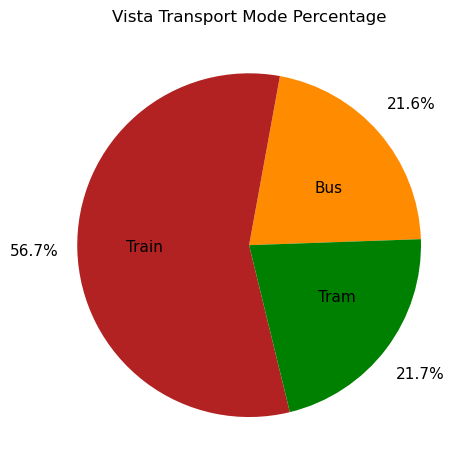 Vista Transport Mode Percentage
21.6%
Bus
56.7%
Train
Tram
21.7%